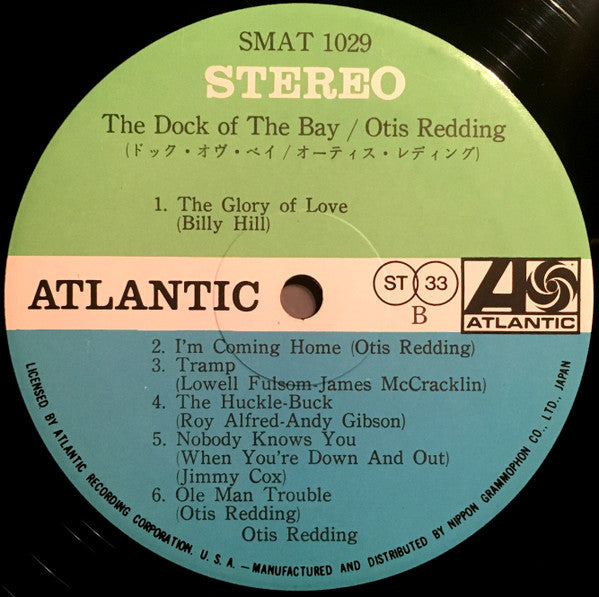 SMAT 1029
STEREO
The Dock of The Bay / Otis Redding
(ドック・オヴ・ベイ/オーティス・レディング)
1. The Glory of Love
(Billy Hill)
ATLANTIC
ST 33
B
ATLANTIC
2. I'm Coming Home (Otis Redding)
3. Tramp
(Lowell Fulsom-James McCracklin)
4. The Huckle-Buck
(Roy Alfred-Andy Gibson)
5. Nobody Knows You
(When You're Down And Out)
(Jimmy Cox)
6. Ole Man Trouble
(Otis Redding)
Otis Redding
LICENSED BY ATLANTIC RECORDING CORPORATION, U. S. A. — MANUFACTURED AND DISTRIBUTED BY NIPPON GRAMMOPHON CO., LTD., JAPAN